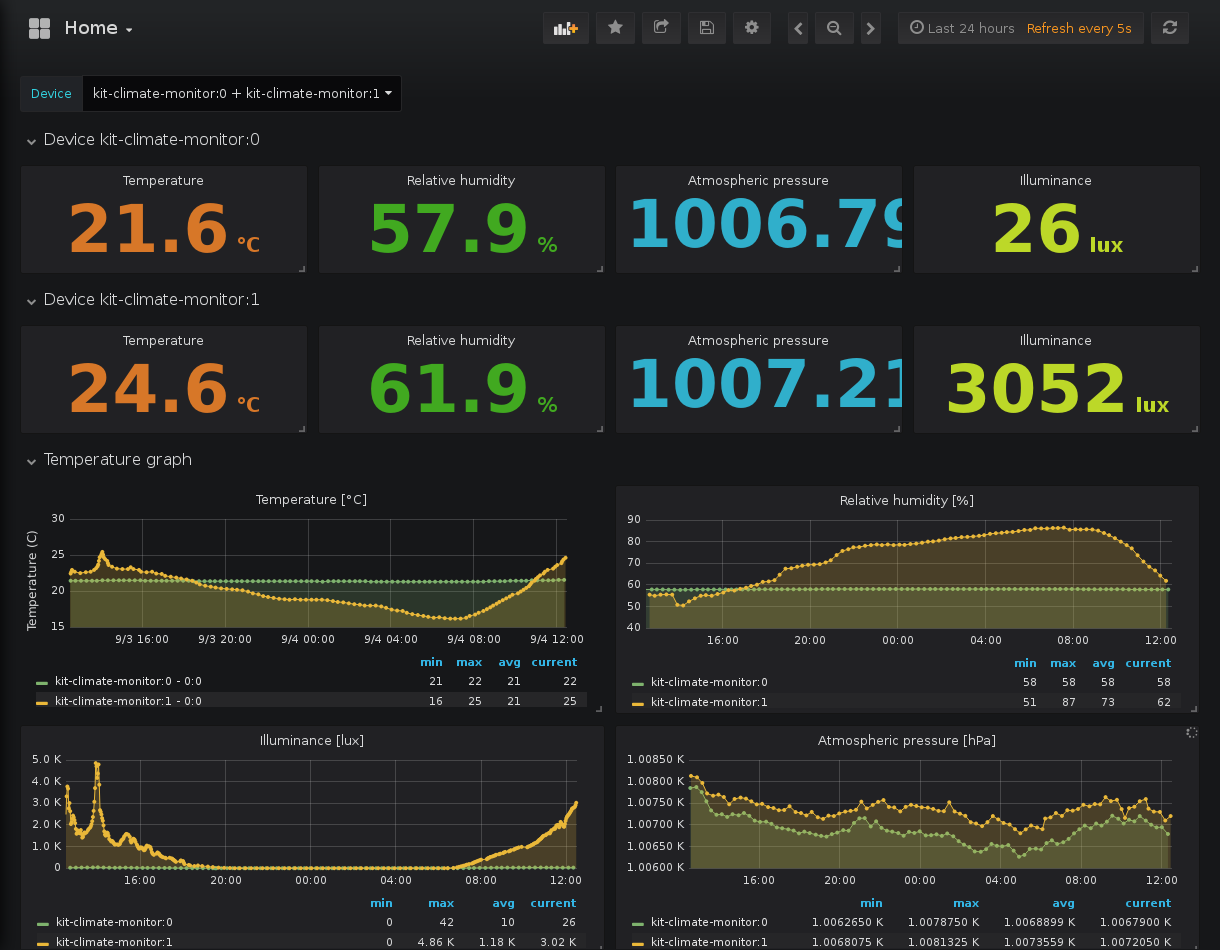 Home
Last 24 hours Refresh every 5s
Device kit-climate-monitor:0 + kit-climate-monitor:1
Device kit-climate-monitor:0
Temperature Relative humidity Atmospheric pressure Illuminance
21.6 °C 57.9 % 1006.79 26 lux
Device kit-climate-monitor:1
Temperature Relative humidity Atmospheric pressure Illuminance
24.6 °C 61.9 % 1007.21 3052 lux
Temperature graph
Temperature [°C]
Temperature (C)
30
25
20
15
9/3 16:00 9/3 20:00 9/4 00:00 9/4 04:00 9/4 08:00 9/4 12:00
min max avg current
kit-climate-monitor:0 - 0:0 21 22 21 22
kit-climate-monitor:1 - 0:0 16 25 21 25
Relative humidity [%]
90
80
70
60
50
40
16:00 20:00 00:00 04:00 08:00 12:00
min max avg current
kit-climate-monitor:0 58 58 58 58
kit-climate-monitor:1 51 87 73 62
Illuminance [lux]
5.0 K
4.0 K
3.0 K
2.0 K
1.0 K
0
16:00 20:00 00:00 04:00 08:00 12:00
min max avg current
kit-climate-monitor:0 0 42 10 26
kit-climate-monitor:1 0 4.86 K 1.18 K 3.02 K
Atmospheric pressure [hPa]
1.00850 K
1.00800 K
1.00750 K
1.00700 K
1.00650 K
1.00600 K
16:00 20:00 00:00 04:00 08:00 12:00
min max avg current
kit-climate-monitor:0 1.0062650 K 1.0078750 K 1.0068899 K 1.0067900 K
kit-climate-monitor:1 1.0068075 K 1.0081325 K 1.0073559 K 1.0072050 K